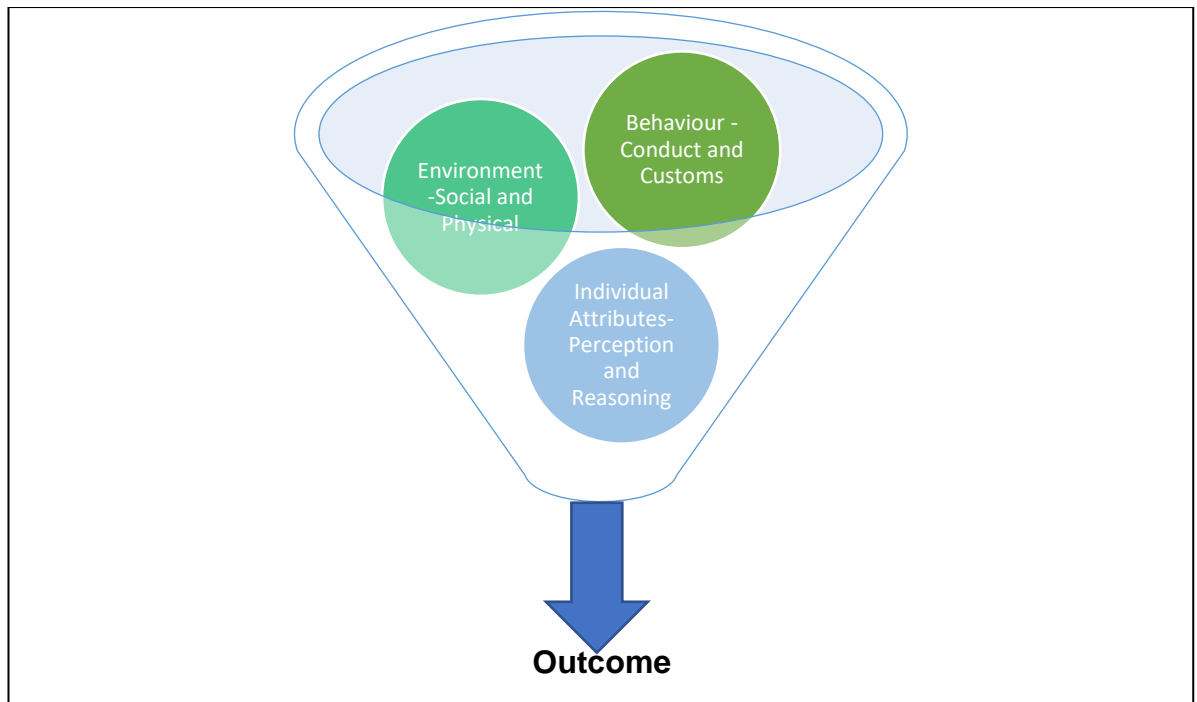 Behaviour -
Conduct and
Customs
Environment
-Social and
Physical
Individual
Attributes-
Perception
and
Reasoning
Outcome